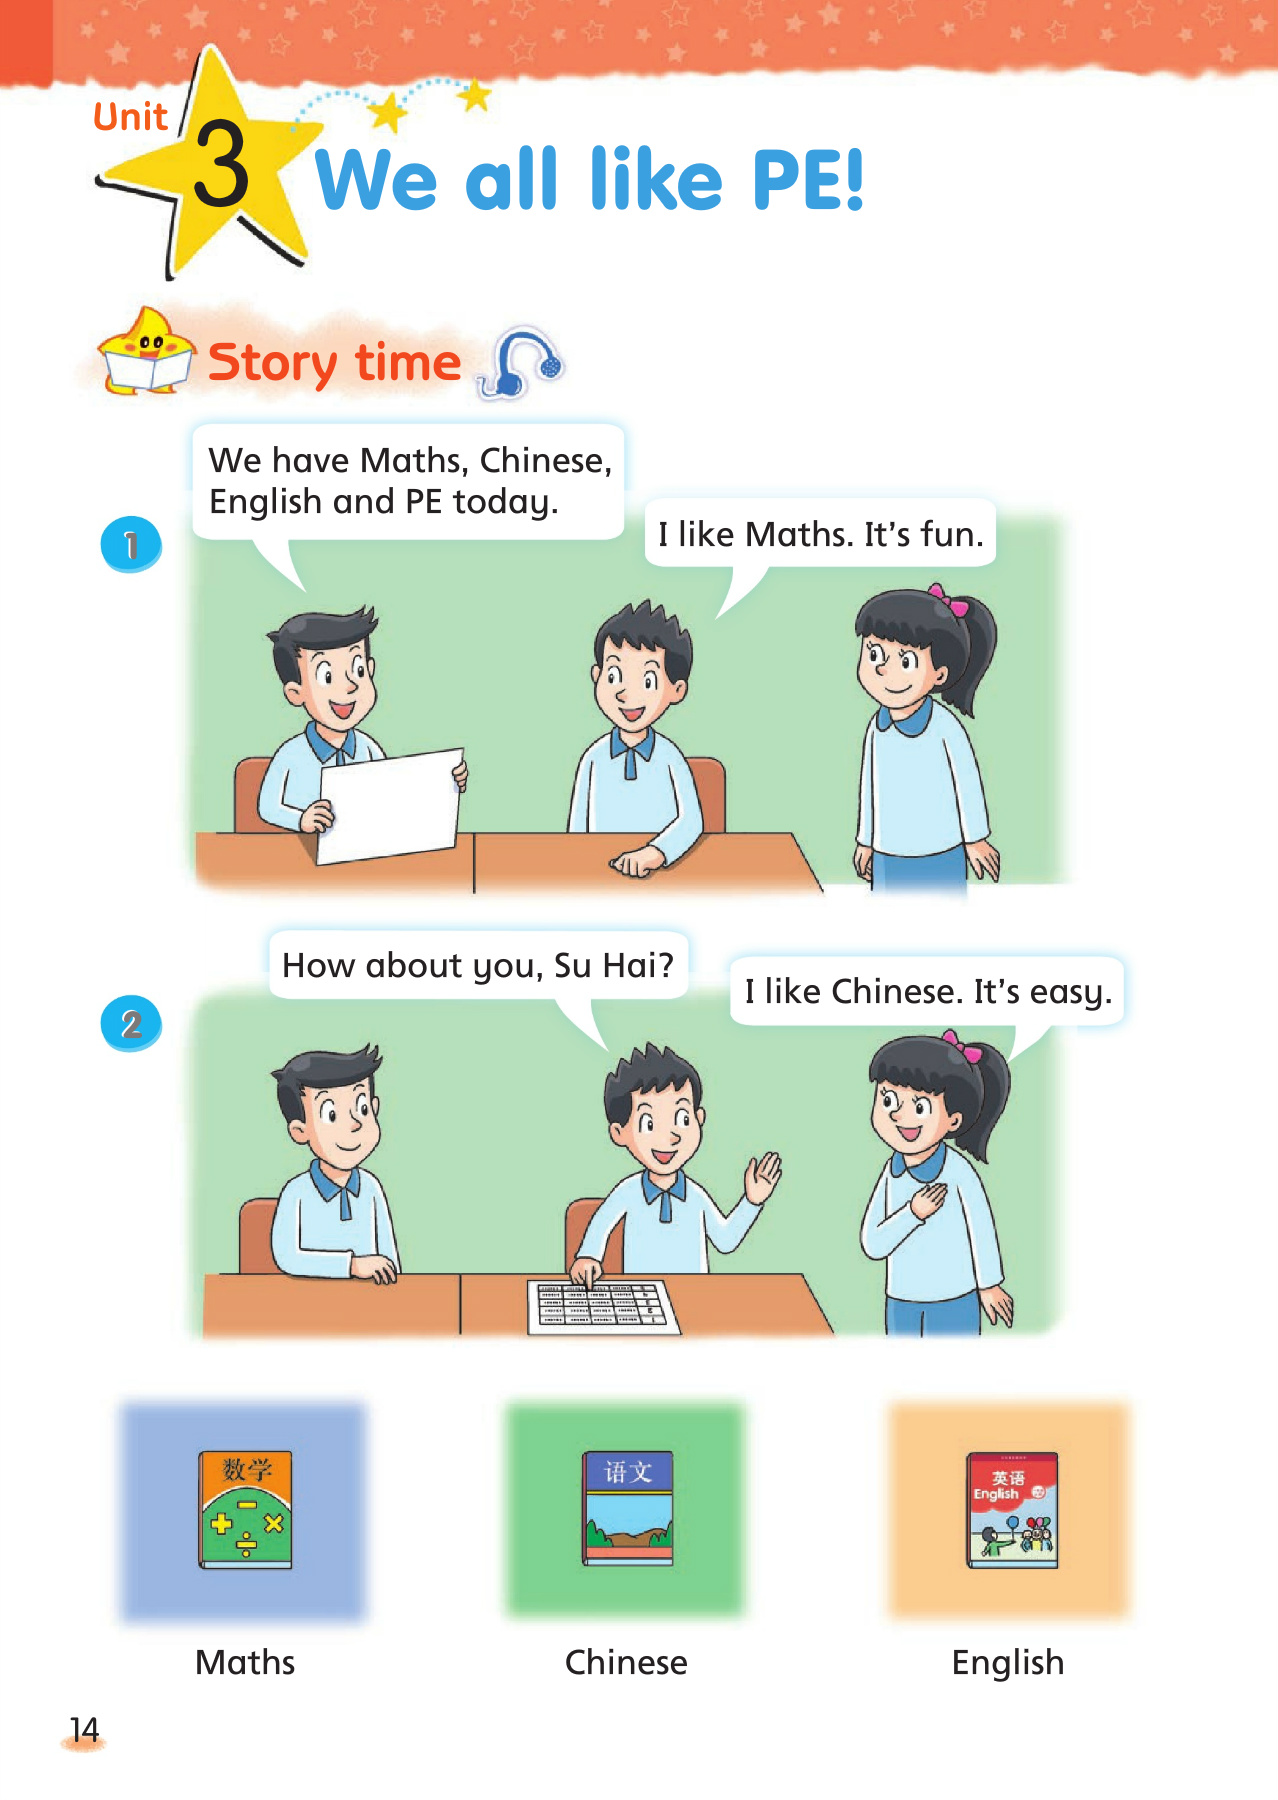 Unit
3
We all like PE!
Story time
We have Maths, Chinese,
English and PE today.
I like Maths. It's fun.
1
How about you, Su Hai?
I like Chinese. It's easy.
2
数学
语文
英语
English
Maths
Chinese
English
14